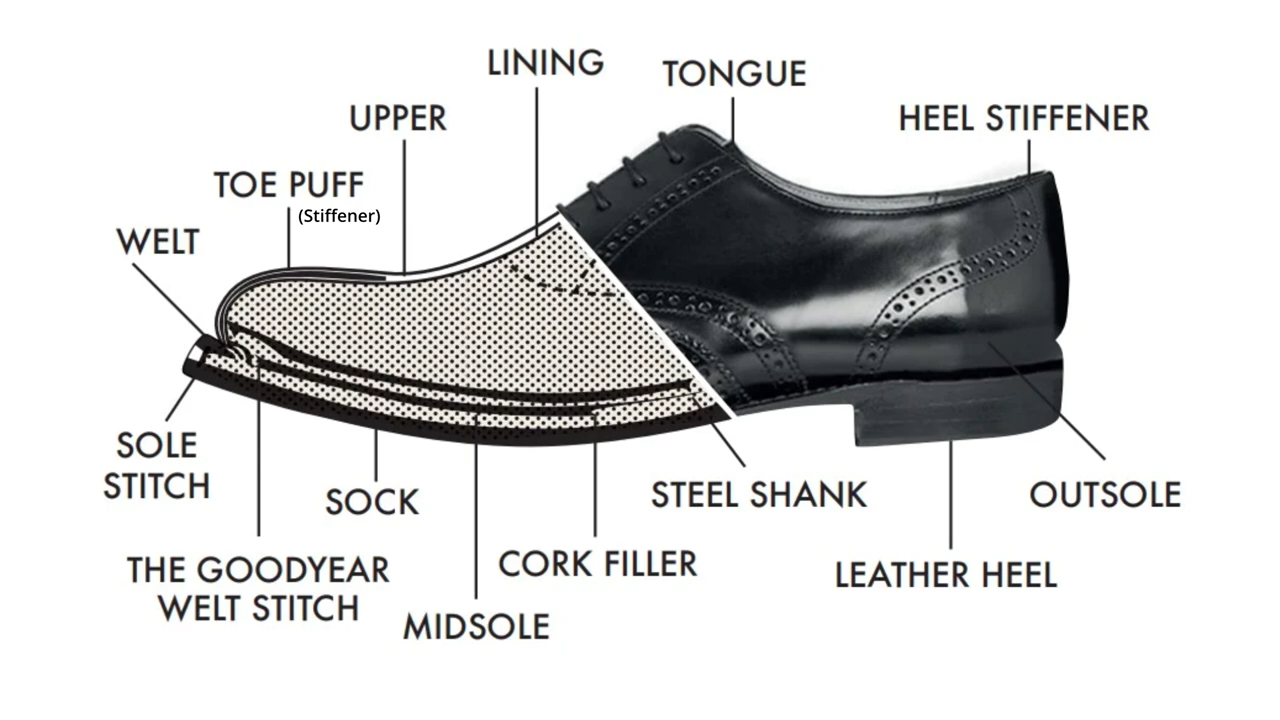 LINING
TONGUE
UPPER
HEEL STIFFENER
TOE PUFF
(Stiffener)
WELT
SOLE
STITCH
SOCK
STEEL SHANK
OUTSOLE
THE GOODYEAR
WELT STITCH
CORK FILLER
LEATHER HEEL
MIDSOLE